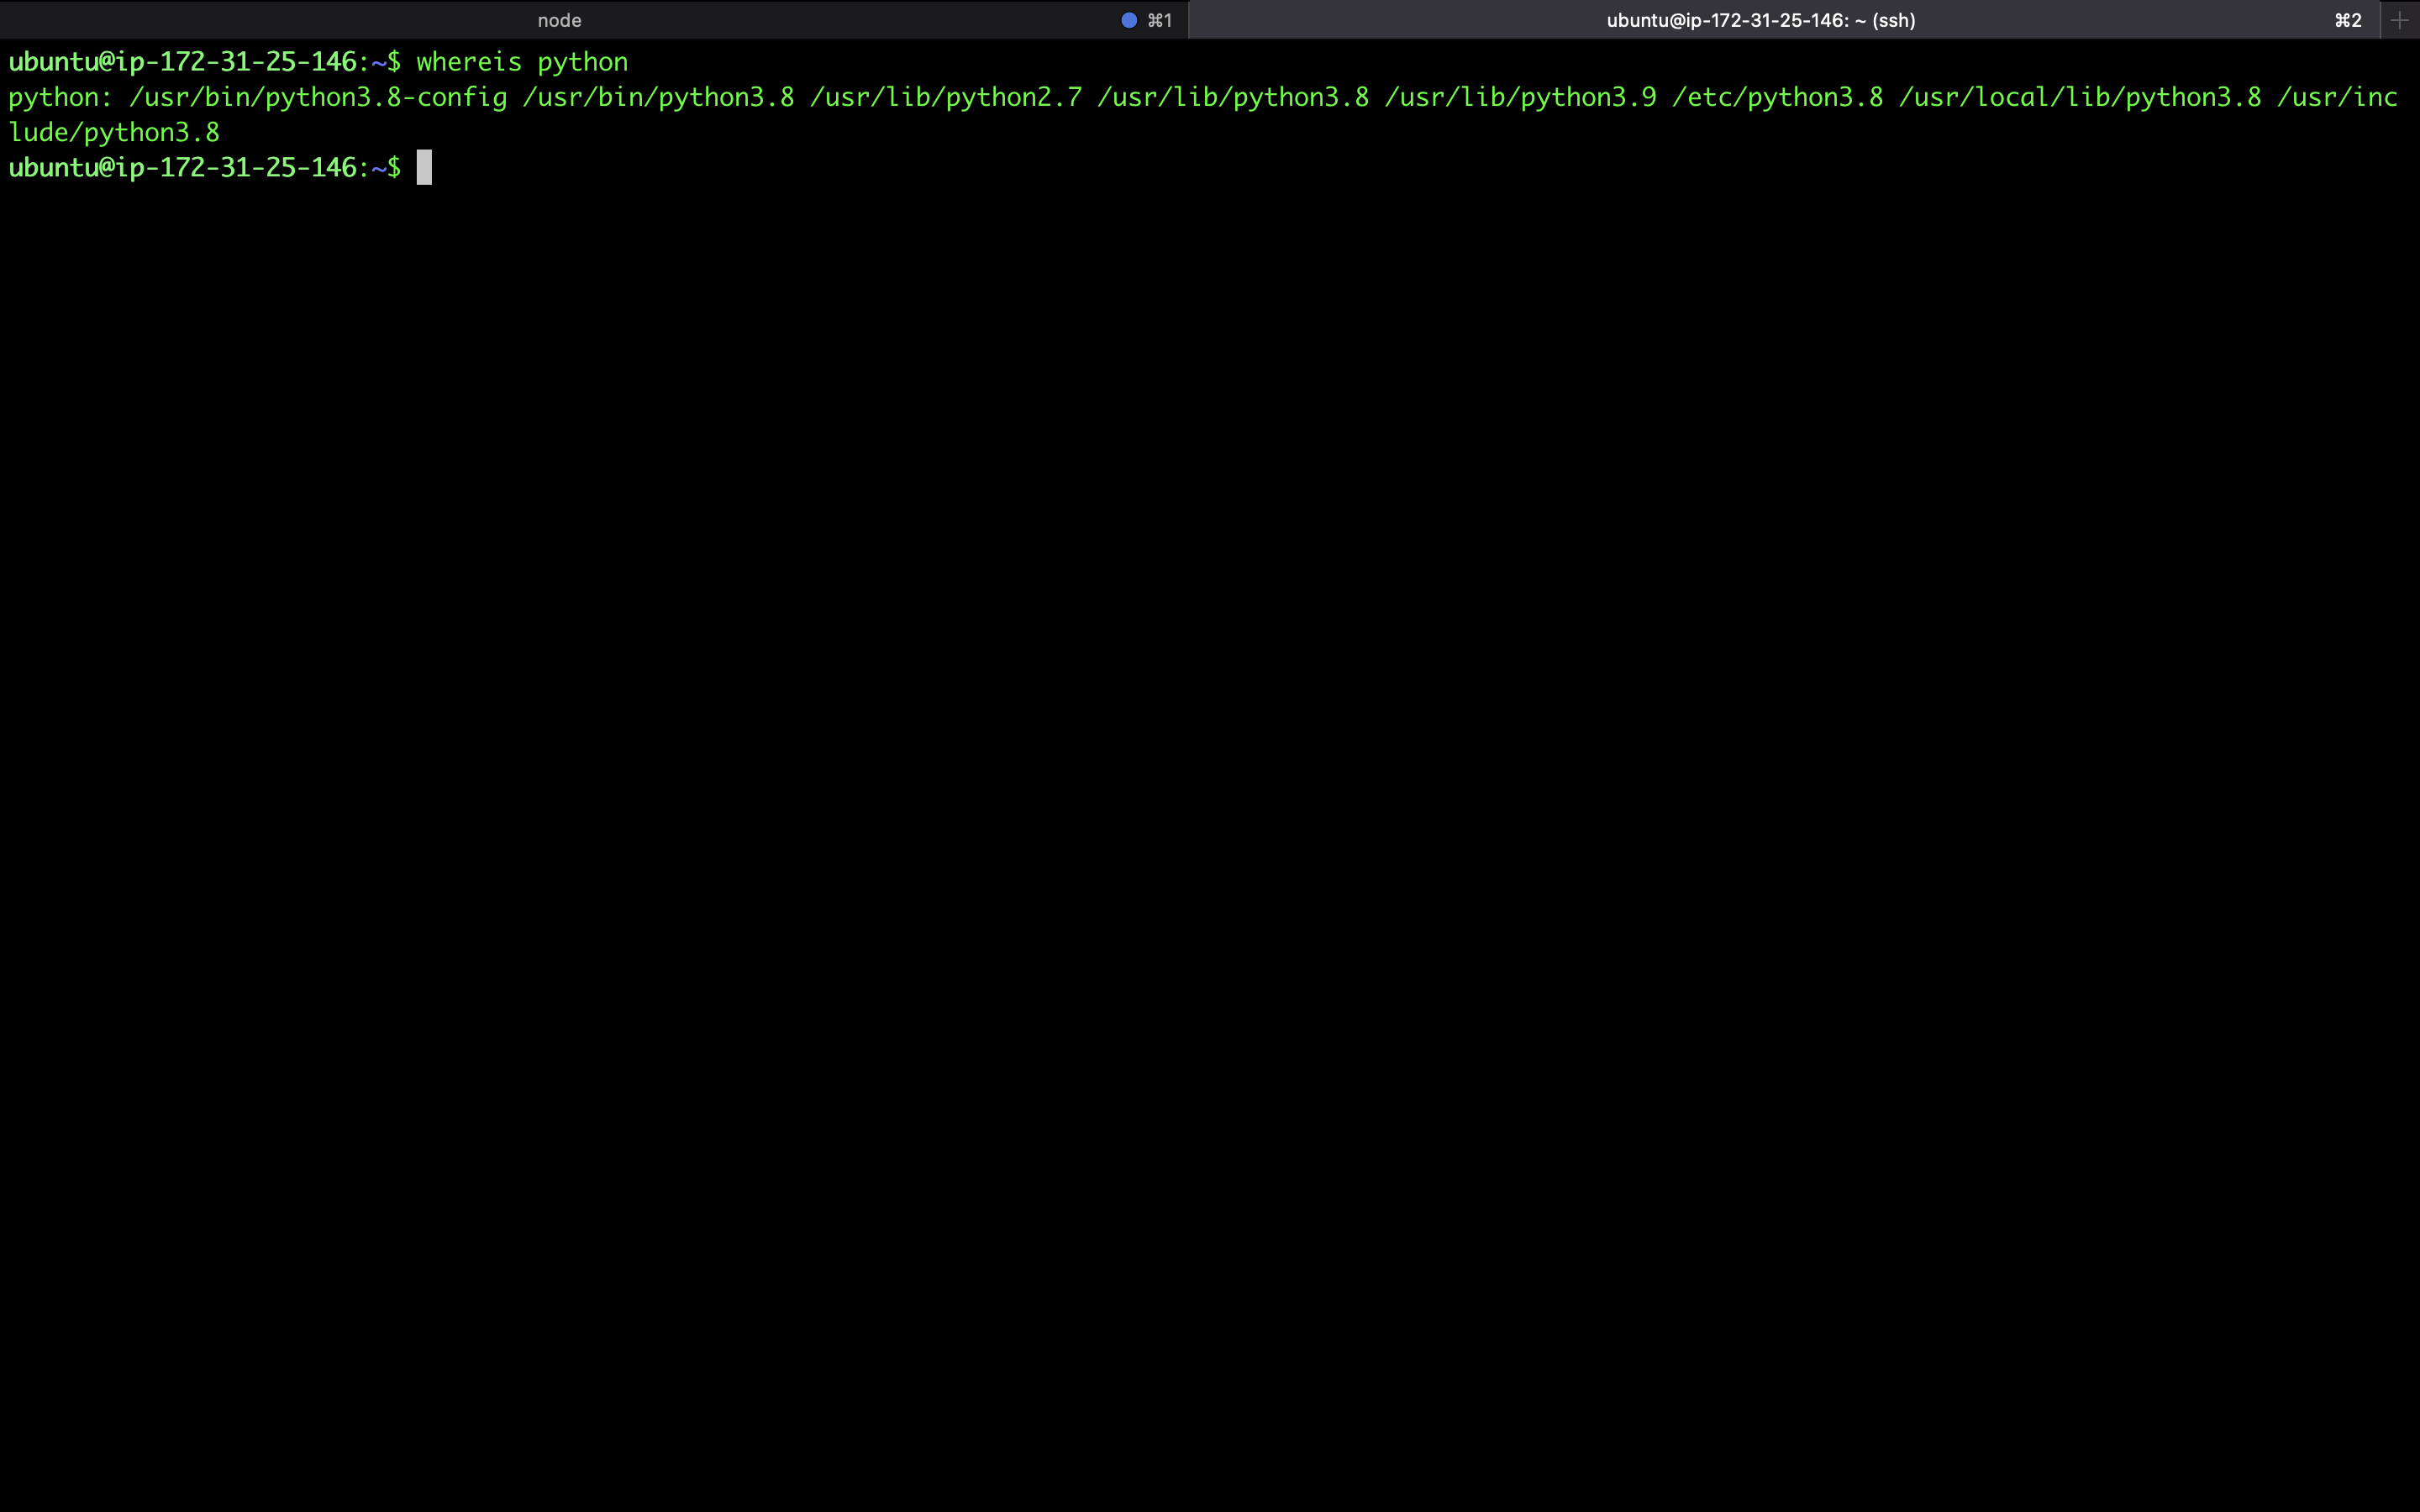 node ⌘1 ubuntu@ip-172-31-25-146: ~ (ssh) ⌘2
ubuntu@ip-172-31-25-146:~$ whereis python
python: /usr/bin/python3.8-config /usr/bin/python3.8 /usr/lib/python2.7 /usr/lib/python3.8 /usr/lib/python3.9 /etc/python3.8 /usr/local/lib/python3.8 /usr/inc
lude/python3.8
ubuntu@ip-172-31-25-146:~$